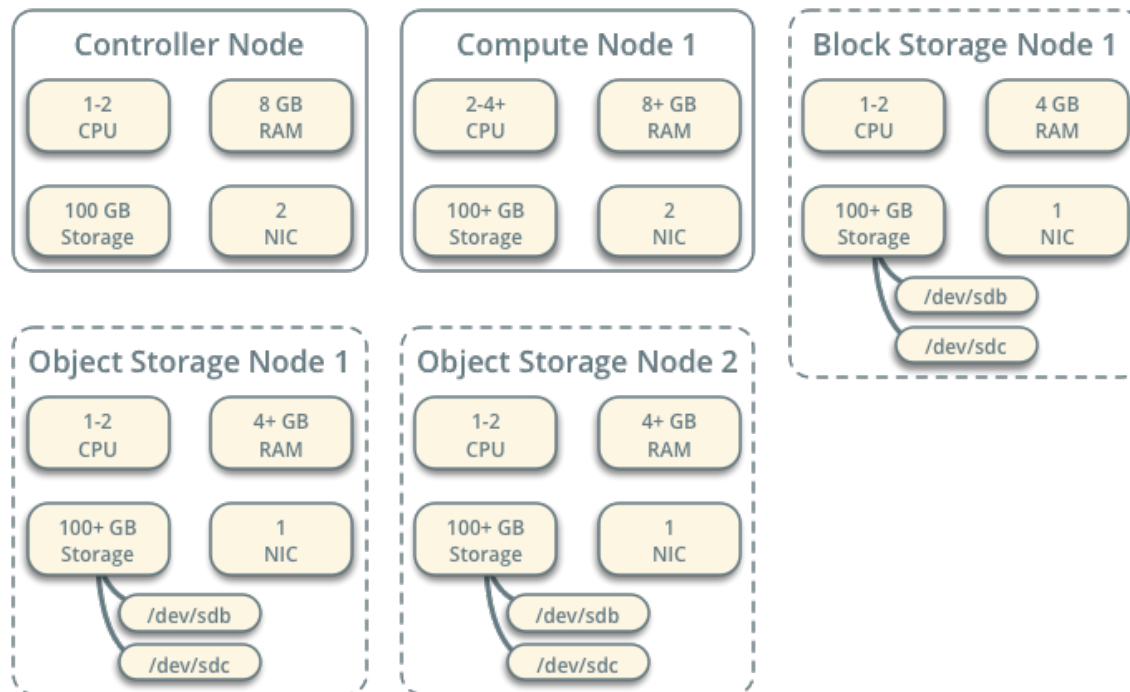 Controller Node
1-2
CPU
8 GB
RAM
100 GB
Storage
2
NIC
Compute Node 1
2-4+
CPU
8+ GB
RAM
100+ GB
Storage
2
NIC
Block Storage Node 1
1-2
CPU
4 GB
RAM
100+ GB
Storage
1
NIC
/dev/sdb
/dev/sdc
Object Storage Node 1
1-2
CPU
4+ GB
RAM
100+ GB
Storage
1
NIC
/dev/sdb
/dev/sdc
Object Storage Node 2
1-2
CPU
4+ GB
RAM
100+ GB
Storage
1
NIC
/dev/sdb
/dev/sdc